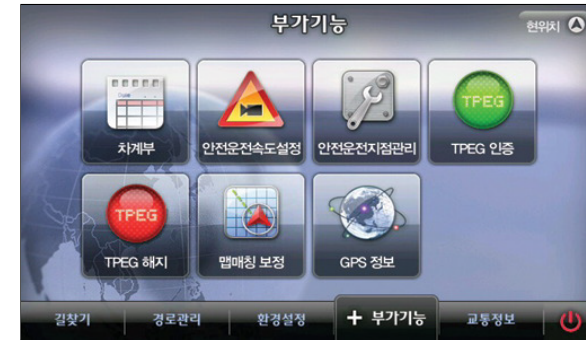 부가기능
현위치
차계부
안전운전속도설정
안전운전지점관리
TPEG
TPEG 인증
TPEG
TPEG 해지
맵매칭 보정
GPS 정보
길찾기
경로관리
환경설정
+ 부가기능
교통정보